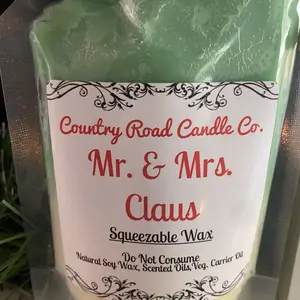 Country Road Candle Co.
Mr. & Mrs.
Claus
Squeezable Wax
Do Not Consume
Natural Soy Wax, Scented Oils,Veg. Carrier Oil